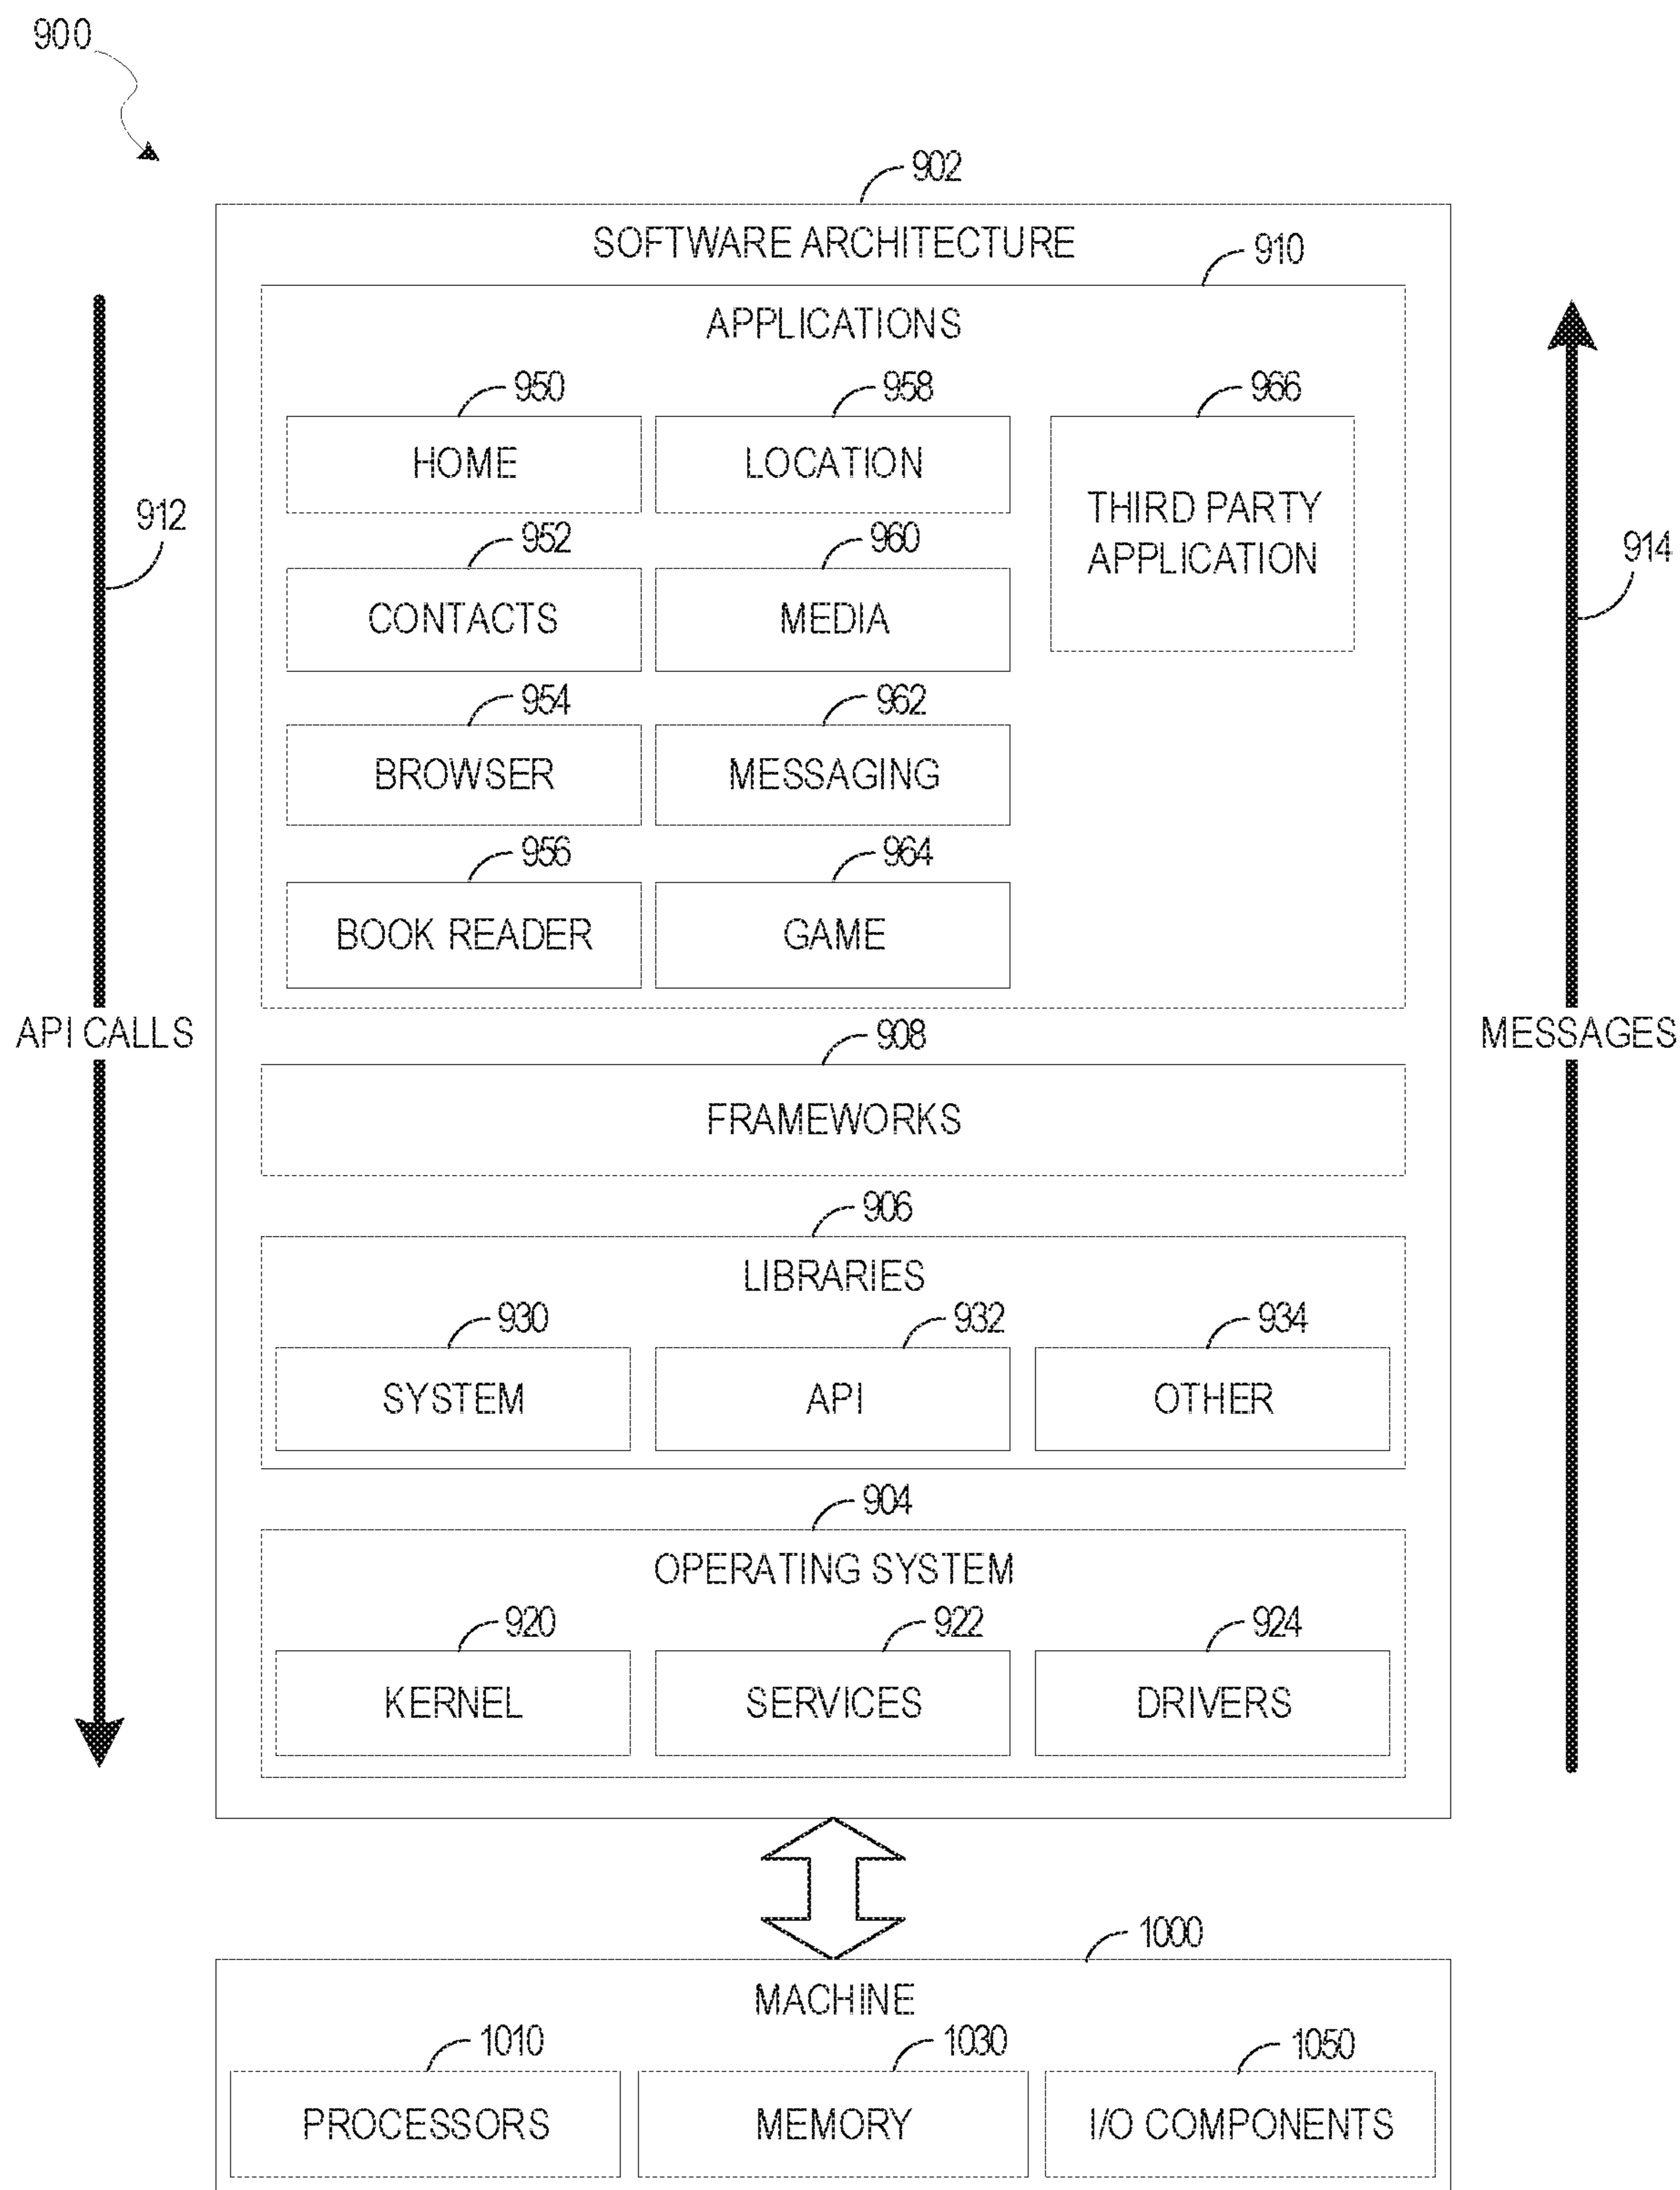 900
902
SOFTWARE ARCHITECTURE
910
APPLICATIONS
950
958
966
HOME
LOCATION
THIRD PARTY
APPLICATION
912
914
952
960
CONTACTS
MEDIA
954
962
BROWSER
MESSAGING
956
964
BOOK READER
GAME
API CALLS
MESSAGES
908
FRAMEWORKS
906
LIBRARIES
930
932
934
SYSTEM
API
OTHER
904
OPERATING SYSTEM
920
922
924
KERNEL
SERVICES
DRIVERS
1000
MACHINE
1010
1030
1050
PROCESSORS
MEMORY
I/O COMPONENTS